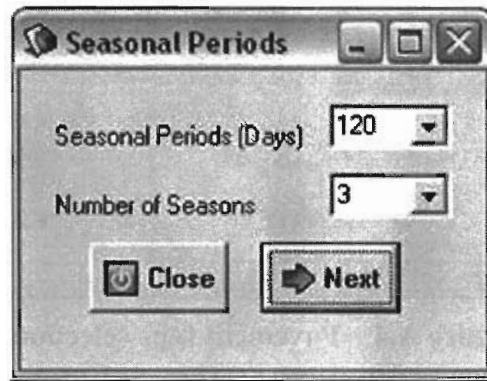 Seasonal Periods
Seasonal Periods (Days) 120
Number of Seasons 3
Close Next